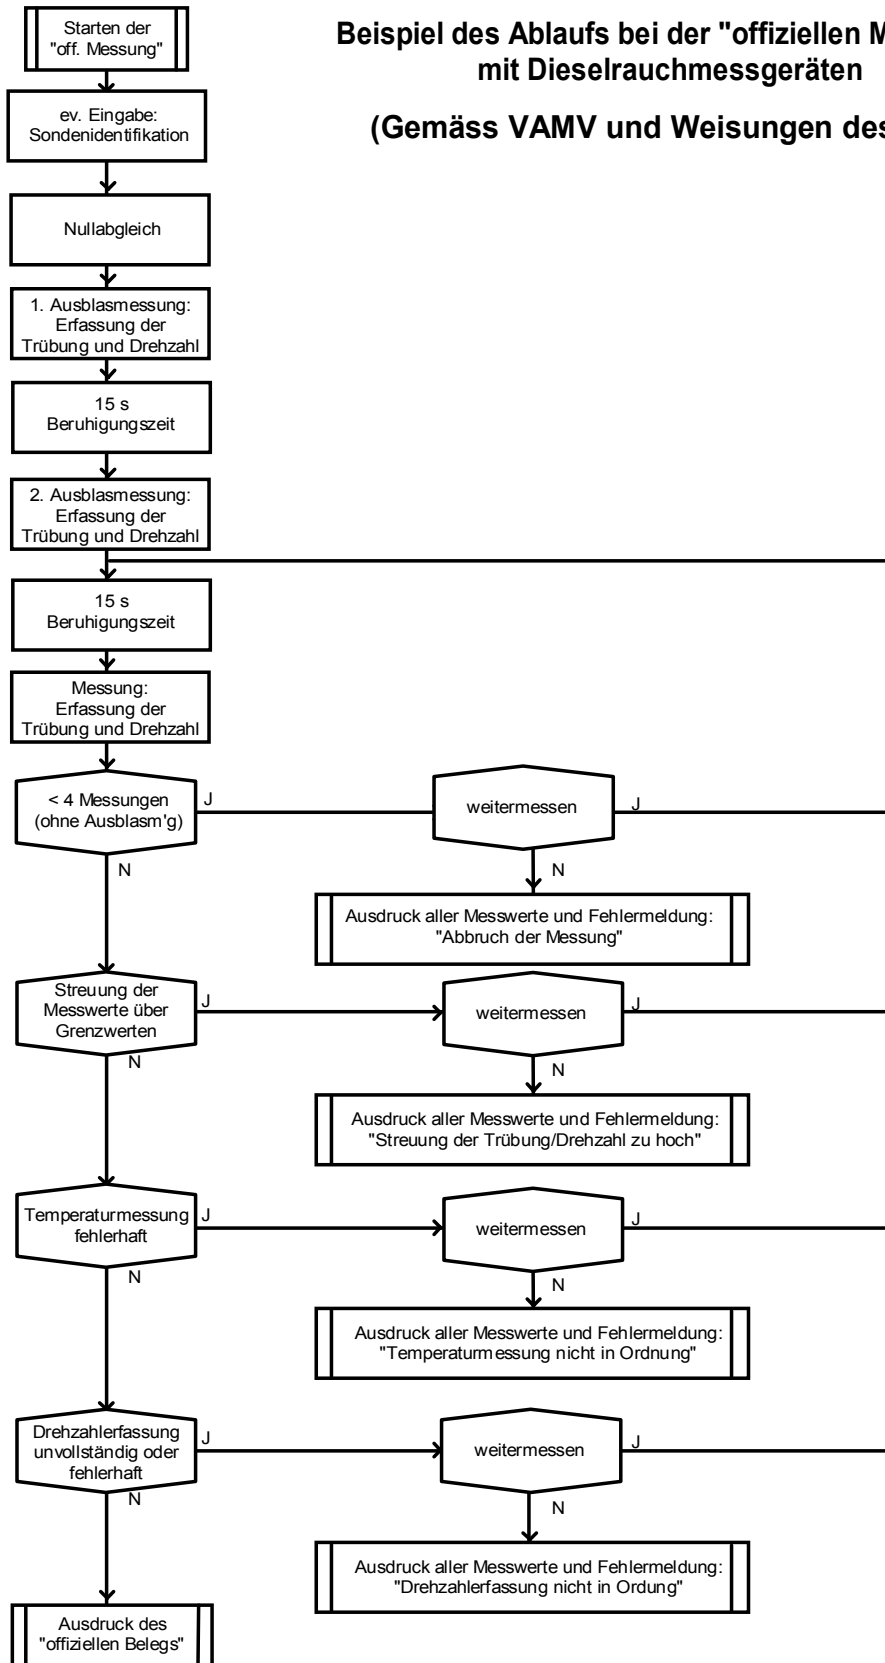 Beispiel des Ablaufs bei der "offiziellen
mit Dieselrauchmessgeräten
(Gemäss VAMV und Weisungen des
Starten der
"off. Messung"
ev. Eingabe:
Sondenidentifikation
Nullabgleich
1. Ausblasmessung:
Erfassung der
Trübung und Drehzahl
15 s
Beruhigungszeit
2. Ausblasmessung:
Erfassung der
Trübung und Drehzahl
15 s
Beruhigungszeit
Messung:
Erfassung der
Trübung und Drehzahl
< 4 Messungen
(ohne Ausblasm'g)
J
weitermessen
J
N
N
Ausdruck aller Messwerte und Fehlermeldung:
"Abbruch der Messung"
Streuung der
Messwerte über
Grenzwerten
J
weitermessen
J
N
N
Ausdruck aller Messwerte und Fehlermeldung:
"Streuung der Trübung/Drehzahl zu hoch"
Temperaturmessung
fehlerhaft
J
weitermessen
J
N
N
Ausdruck aller Messwerte und Fehlermeldung:
"Temperaturmessung nicht in Ordnung"
Drehzahlerfassung
unvollständig oder
fehlerhaft
J
weitermessen
J
N
N
Ausdruck aller Messwerte und Fehlermeldung:
"Drehzahlerfassung nicht in Ordung"
Ausdruck des
"offiziellen Belegs"